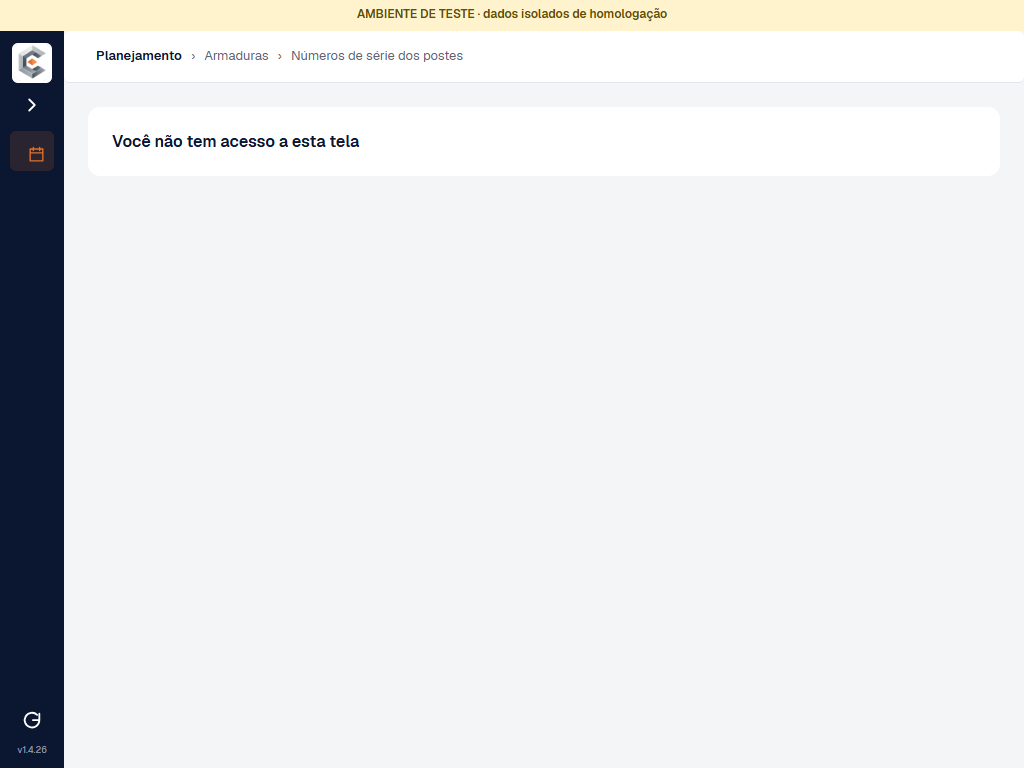 AMBIENTE DE TESTE · dados isolados de homologação
Planejamento › Armaduras › Números de série dos postes
Você não tem acesso a esta tela
v1.4.26